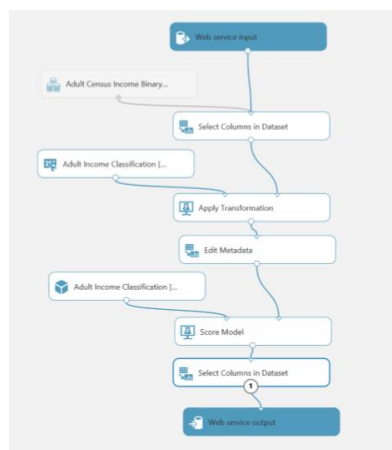 Web service input
Adult Census Income Binary...
Select Columns in Dataset
Adult Income Classification [...
Apply Transformation
Edit Metadata
Adult Income Classification [...
Score Model
Select Columns in Dataset
1
Web service output